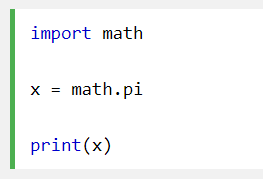 import math
x = math.pi
print(x)